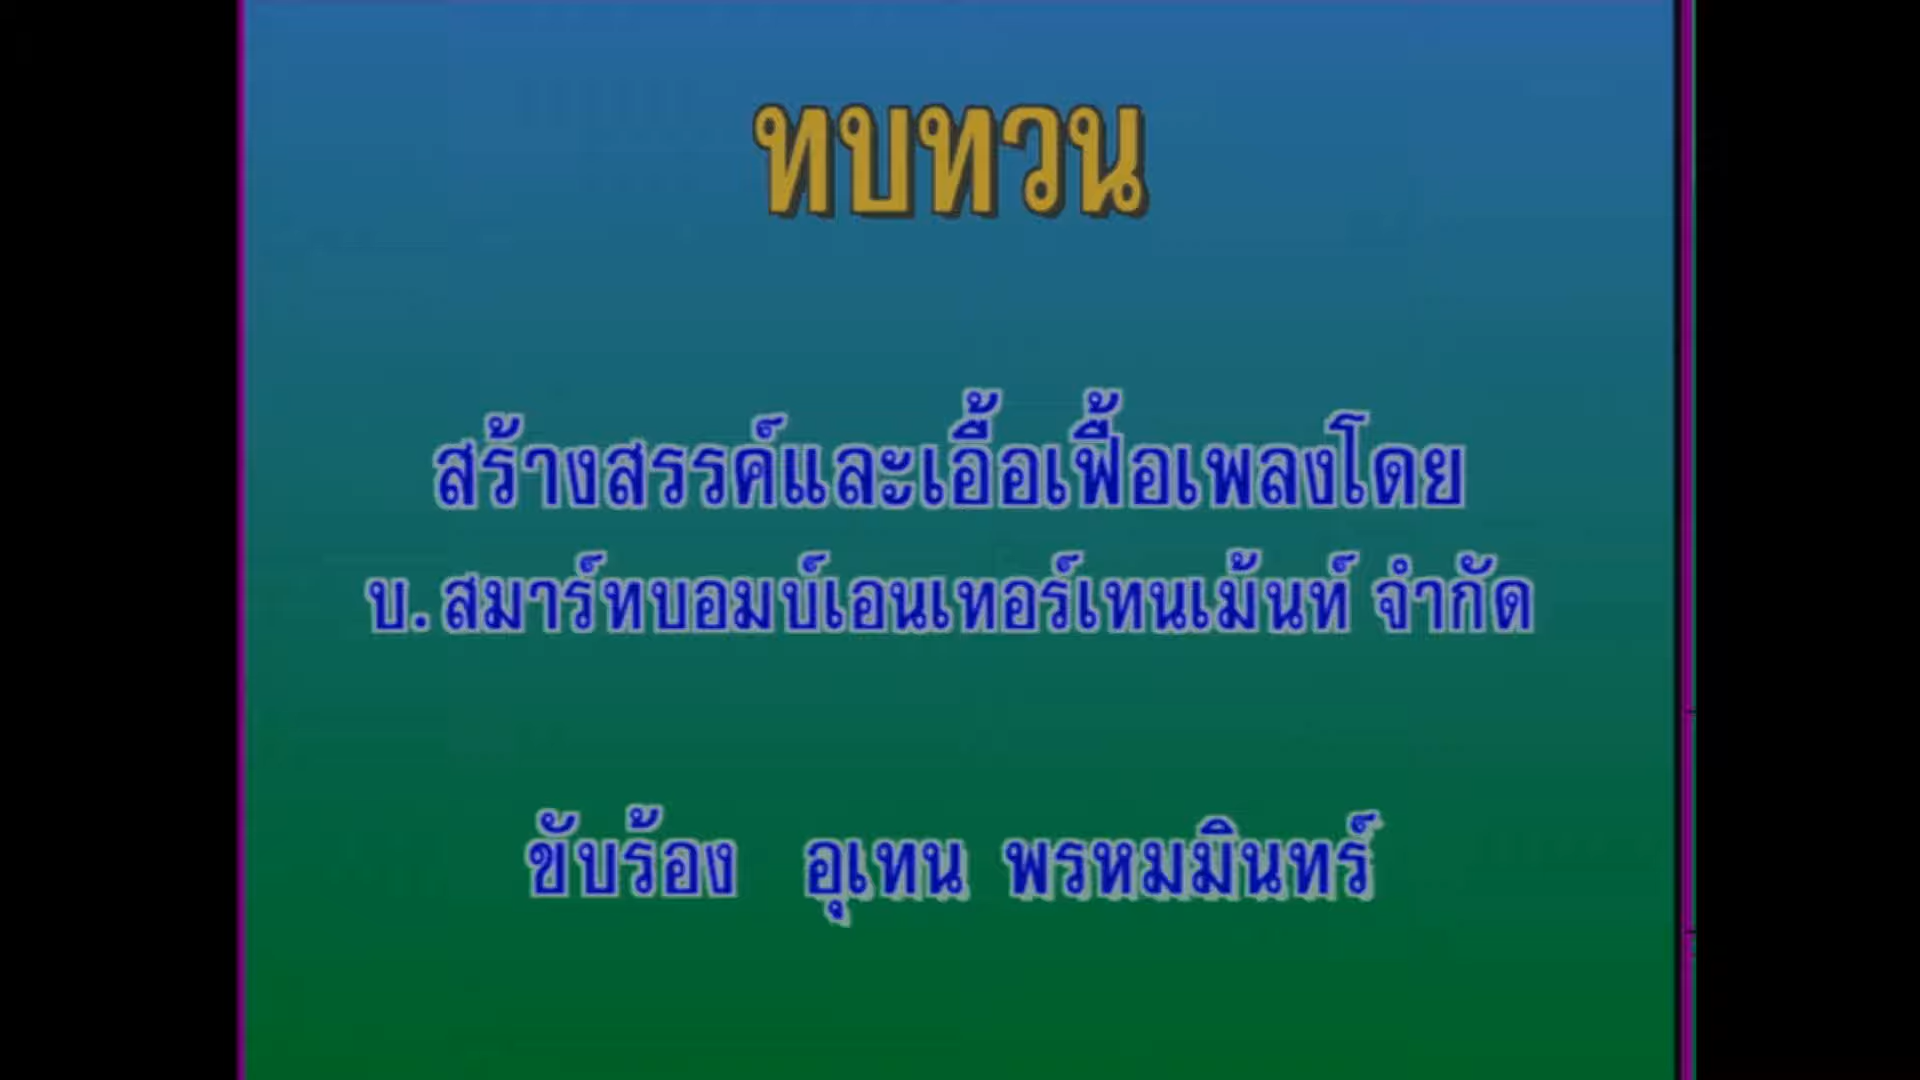 ทบทวน
สร้างสรรค์และเอื้อเฟื้อเพลงโดย
บ. สมาร์ทบอมบ์เอนเทอร์เทนเม้นท์ จำกัด
ขับร้อง อุเทน พรหมมินทร์